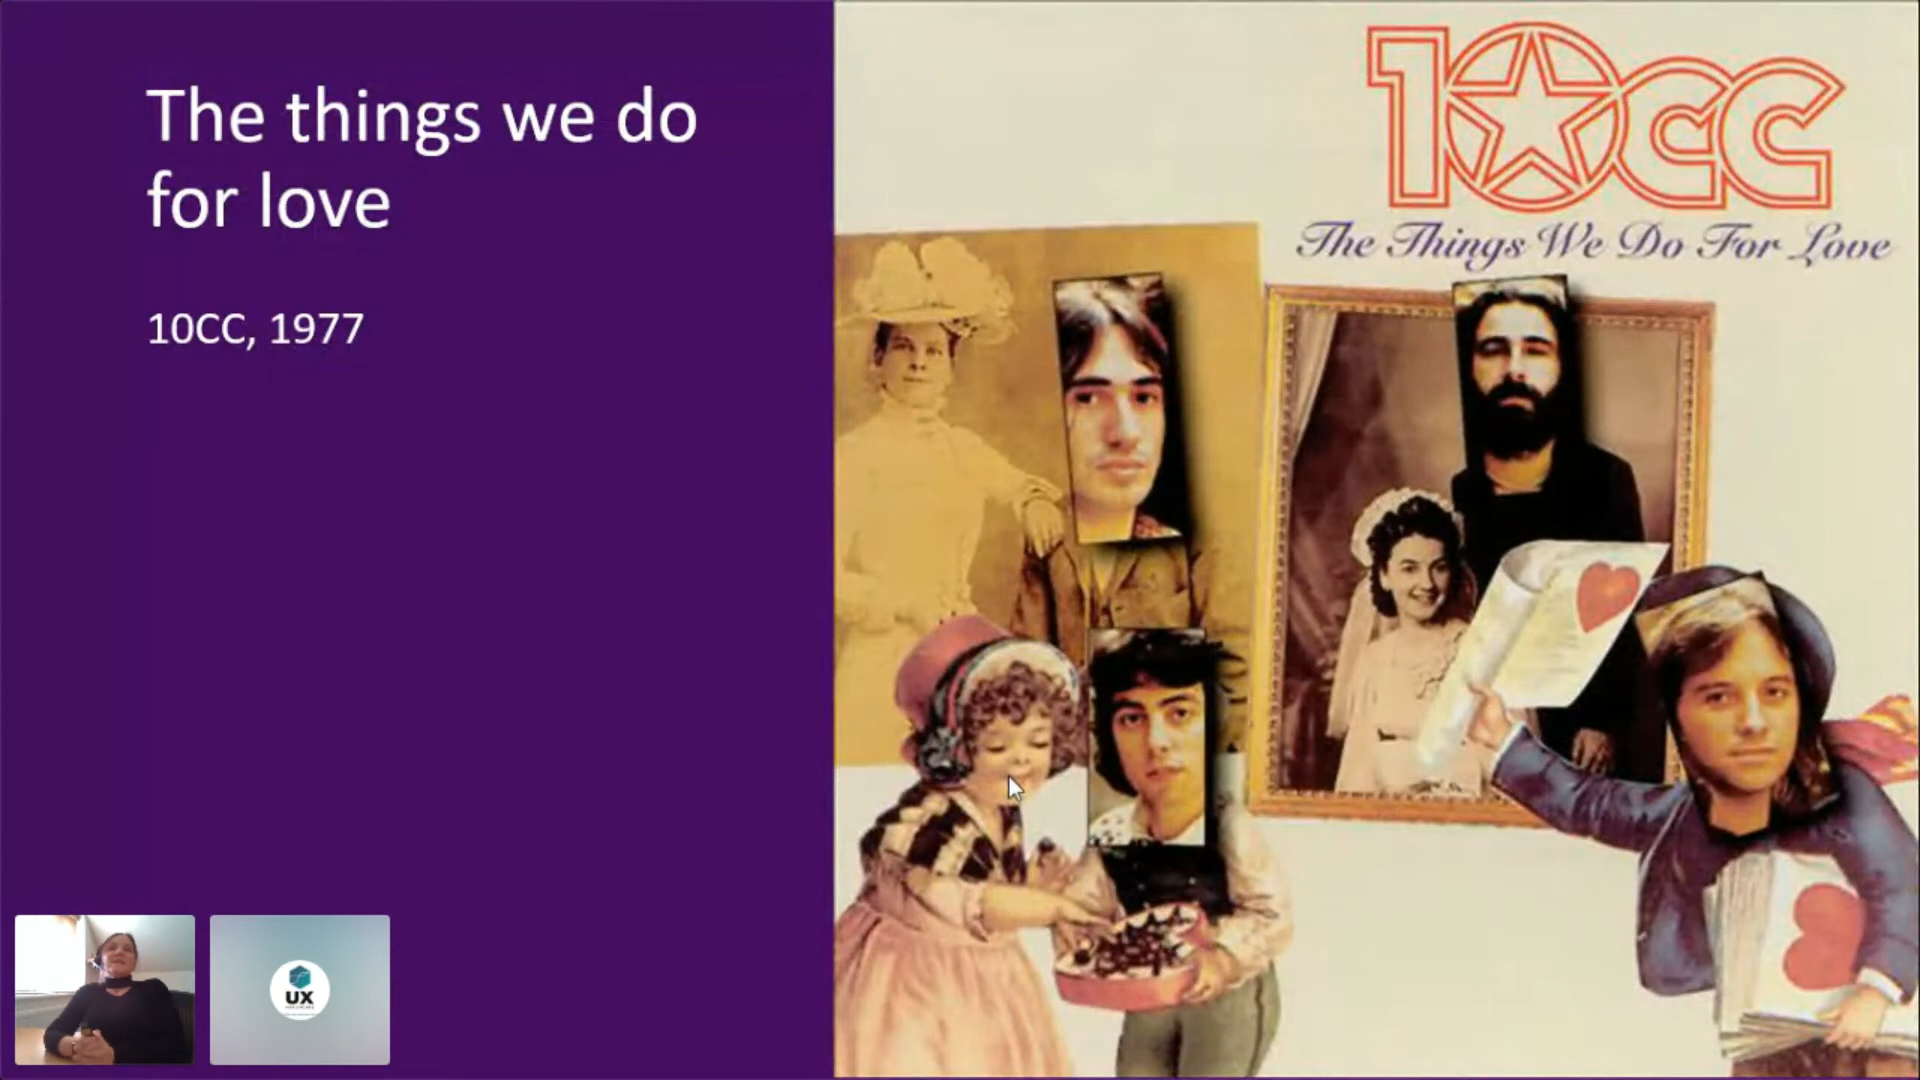 The things we do
for love
10CC, 1977
10CC
The Things We Do For Love
UX